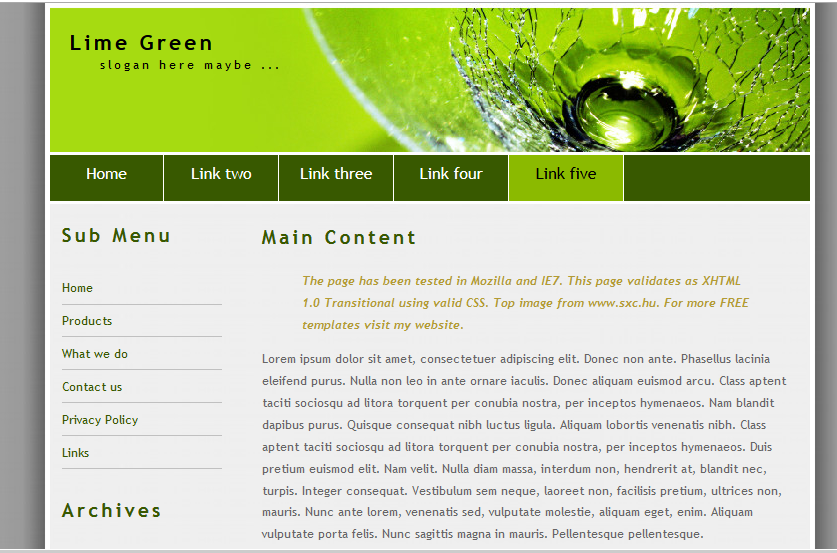 Lime Green
slogan here maybe ...
Home
Link two
Link three
Link four
Link five
Sub Menu
Home
Products
What we do
Contact us
Privacy Policy
Links
Archives
Main Content
The page has been tested in Mozilla and IE7. This page validates as XHTML
1.0 Transitional using valid CSS. Top image from www.sxc.hu. For more FREE
templates visit my website.
Lorem ipsum dolor sit amet, consectetuer adipiscing elit. Donec non ante. Phasellus lacinia
eleifend purus. Nulla non leo in ante ornare iaculis. Donec aliquam euismod arcu. Class aptent
taciti sociosqu ad litora torquent per conubia nostra, per inceptos hymenaeos. Nam blandit
dapibus purus. Quisque consequat nibh luctus ligula. Aliquam lobortis venenatis nibh. Class
aptent taciti sociosqu ad litora torquent per conubia nostra, per inceptos hymenaeos. Duis
pretium euismod elit. Nam velit. Nulla diam massa, interdum non, hendrerit at, blandit nec,
turpis. Integer consequat. Vestibulum sem neque, laoreet non, facilisis pretium, ultrices non,
mauris. Nunc ante lorem, venenatis sed, vulputate molestie, aliquam eget, enim. Aliquam
vulputate porta felis. Nunc sagittis magna in mauris. Pellentesque pellentesque.